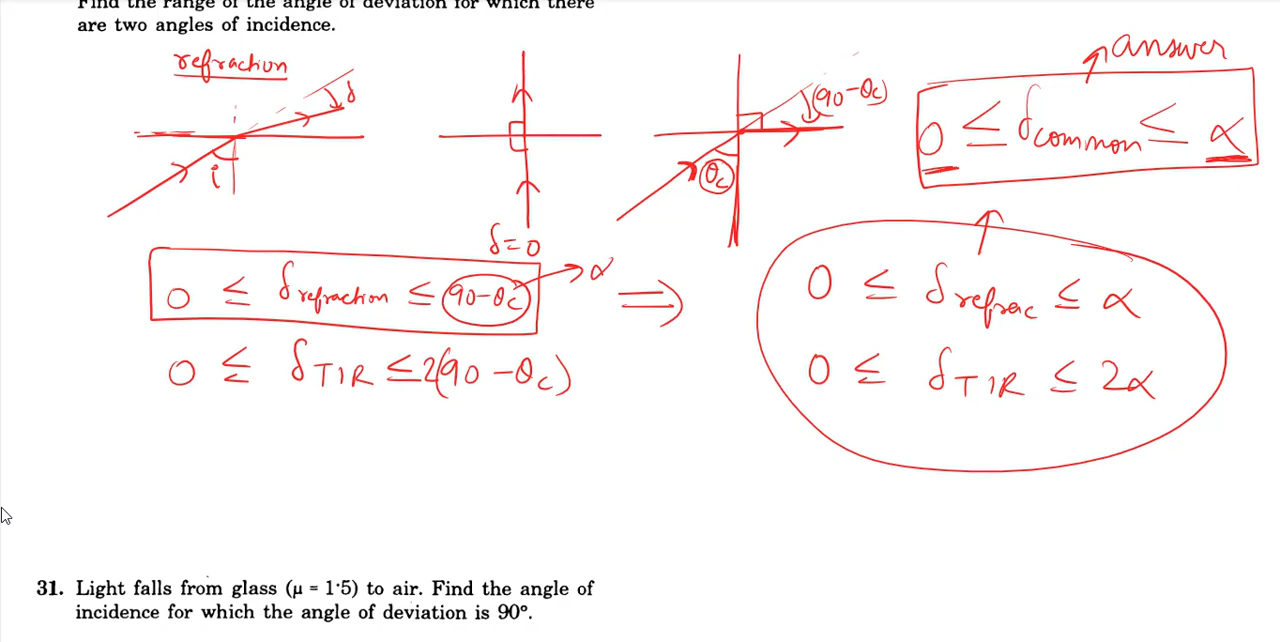 Find the range of the angle of deviation for which there
are two angles of incidence.
refraction
δ
i
δ=0
θc
(90-θc)
answer
0 ≤ δcommon ≤ α
0 ≤ δrefraction ≤ (90-θc) → α ⇒
0 ≤ δTIR ≤ 2(90-θc)
0 ≤ δrefrac ≤ α
0 ≤ δTIR ≤ 2α
31. Light falls from glass (μ = 1·5) to air. Find the angle of
incidence for which the angle of deviation is 90°.